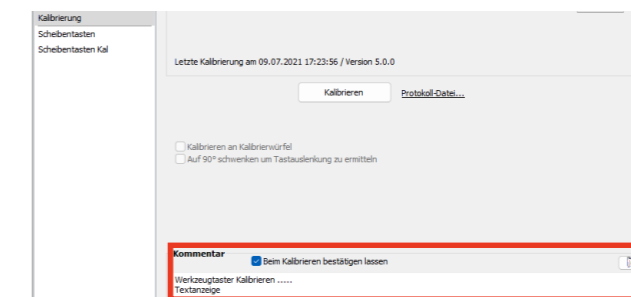 Kalibrierung
Scheibentasten
Scheibentasten Kal
Letzte Kalibrierung am 09.07.2021 17:23:56 / Version 5.0.0
Kalibrieren
Protokoll-Datei...
Kalibrieren an Kalibrierwürfel
Auf 90° schwenken um Tastauslenkung zu ermitteln
Kommentar
Beim Kalibrieren bestätigen lassen
Werkzeugtaster Kalibrieren .....
Textanzeige